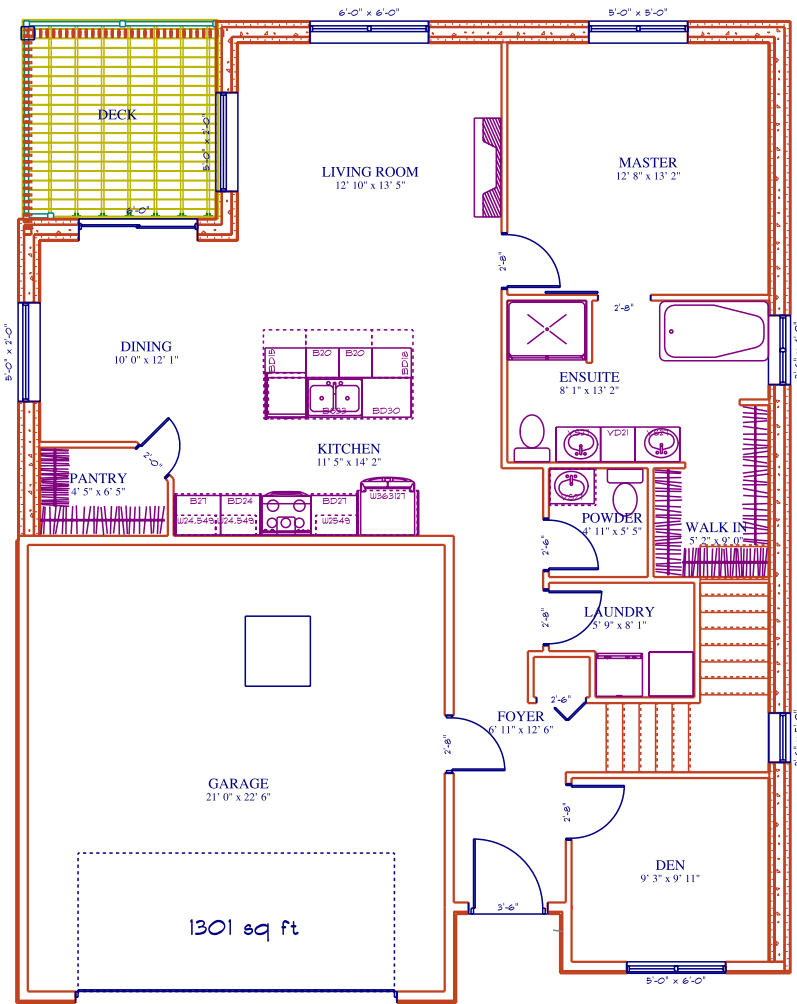 6'-0" x 6'-0"
5'-0" x 5'-0"
DECK
5'-0" x 2'-0"
LIVING ROOM
12' 10" x 13' 5"
MASTER
12' 8" x 13' 2"
6'-0"
2'-8"
2'-8"
5'-0" x 2'-0"
DINING
10' 0" x 12' 1"
BD15
B20
B20
BD18
BD30
ENSUITE
8' 1" x 13' 2"
KITCHEN
11' 5" x 14' 2"
VD21
2'-0"
PANTRY
4' 5" x 6' 5"
B27
BD24
BD27
W363127
W24.549
W24.549
W2549
POWDER
4' 11" x 5' 5"
WALK IN
5' 2" x 9' 0"
2'-6"
2'-8"
LAUNDRY
5' 9" x 8' 1"
2'-6"
FOYER
6' 11" x 12' 6"
2'-8"
GARAGE
21' 0" x 22' 6"
2'-8"
DEN
9' 3" x 9' 11"
3'-6"
1301 sq ft
5'-0" x 6'-0"